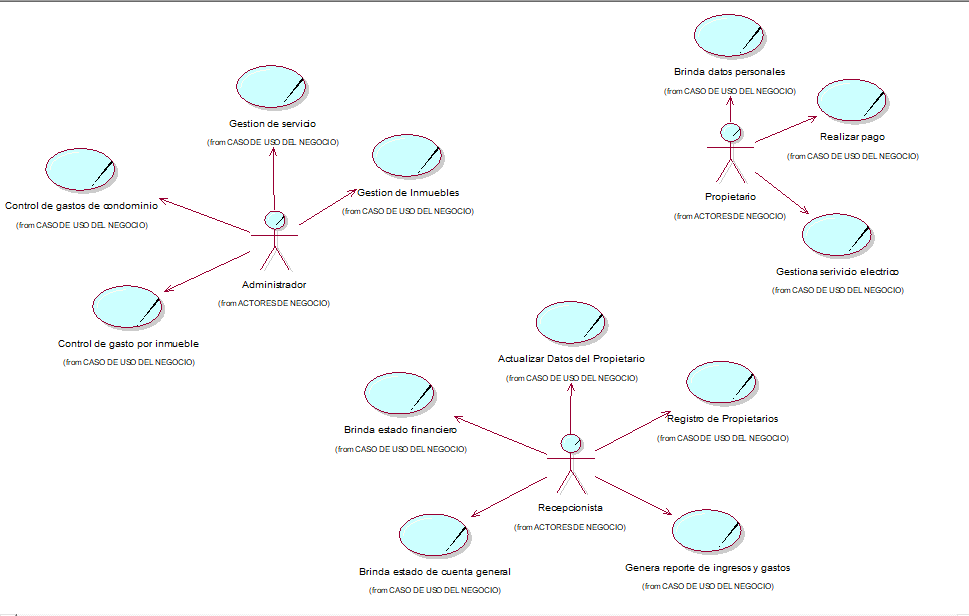 Brinda datos personales
(from CASO DE USO DEL NEGOCIO)
Realizar pago
(from CASO DE USO DEL NEGOCIO)
Propietario
(from ACTORES DE NEGOCIO)
Gestiona serivicio electrico
(from CASO DE USO DEL NEGOCIO)
Gestion de servicio
(from CASO DE USO DEL NEGOCIO)
Gestion de Inmuebles
(from CASO DE USO DEL NEGOCIO)
Control de gastos de condominio
(from CASO DE USO DEL NEGOCIO)
Administrador
(from ACTORES DE NEGOCIO)
Control de gasto por inmueble
(from CASO DE USO DEL NEGOCIO)
Actualizar Datos del Propietario
(from CASO DE USO DEL NEGOCIO)
Brinda estado financiero
(from CASO DE USO DEL NEGOCIO)
Registro de Propietarios
(from CASO DE USO DEL NEGOCIO)
Recepcionista
(from ACTORES DE NEGOCIO)
Brinda estado de cuenta general
(from CASO DE USO DEL NEGOCIO)
Genera reporte de ingresos y gastos
(from CASO DE USO DEL NEGOCIO)